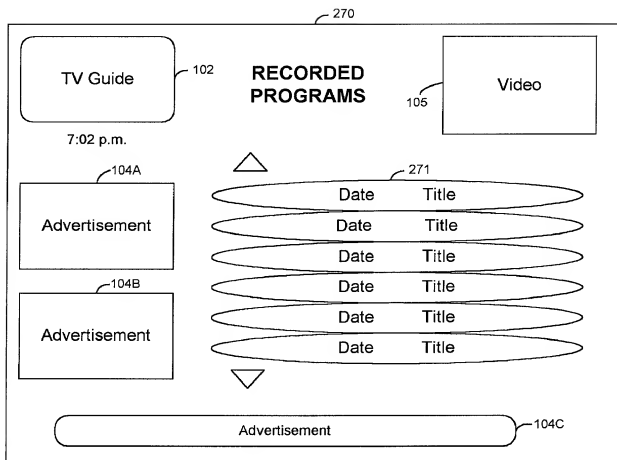 270
TV Guide
102
RECORDED
PROGRAMS
105
Video
7:02 p.m.
104A
Advertisement
271
Date Title
Date Title
Date Title
Date Title
Date Title
Date Title
104B
Advertisement
Advertisement
104C